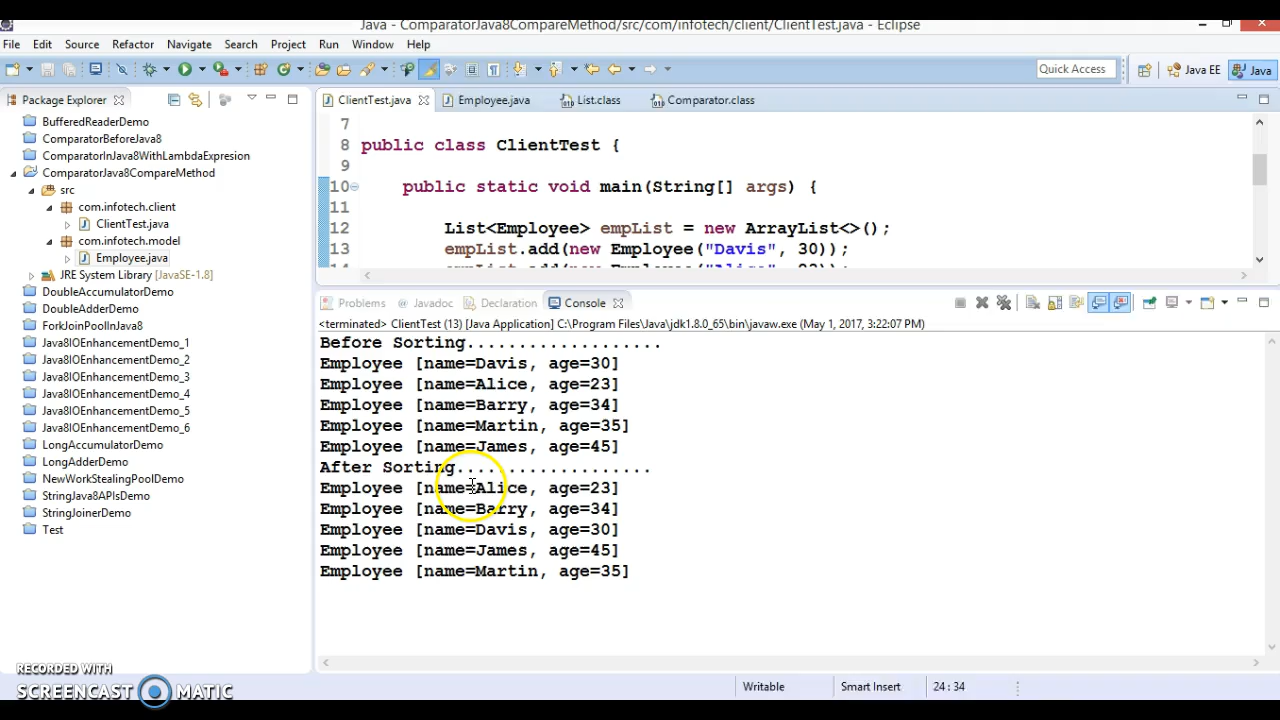 Java - ComparatorJava8CompareMethod/src/com/infotech/client/ClientTest.java - Eclipse
File Edit Source Refactor Navigate Search Project Run Window Help
Quick Access
Java EE
Java
Package Explorer
BufferedReaderDemo
ComparatorBeforeJava8
ComparatorInJava8WithLambdaExpresion
ComparatorJava8CompareMethod
src
com.infotech.client
ClientTest.java
com.infotech.model
Employee.java
JRE System Library [JavaSE-1.8]
DoubleAccumulatorDemo
DoubleAdderDemo
ForkJoinPoolInJava8
Java8IOEnhancementDemo_1
Java8IOEnhancementDemo_2
Java8IOEnhancementDemo_3
Java8IOEnhancementDemo_4
Java8IOEnhancementDemo_5
Java8IOEnhancementDemo_6
LongAccumulatorDemo
LongAdderDemo
NewWorkStealingPoolDemo
StringJava8APIsDemo
StringJoinerDemo
Test
ClientTest.java Employee.java List.class Comparator.class
7
8 public class ClientTest {
9
10 public static void main(String[] args) {
11
12 List<Employee> empList = new ArrayList<>();
13 empList.add(new Employee("Davis", 30));
14 empList.add(new Employee("Alice", 23));
Problems @ Javadoc Declaration Console
<terminated> ClientTest (13) [Java Application] C:\Program Files\Java\jdk1.8.0_65\bin\javaw.exe (May 1, 2017, 3:22:07 PM)
Before Sorting...................
Employee [name=Davis, age=30]
Employee [name=Alice, age=23]
Employee [name=Barry, age=34]
Employee [name=Martin, age=35]
Employee [name=James, age=45]
After Sorting...................
Employee [name=Alice, age=23]
Employee [name=Barry, age=34]
Employee [name=Davis, age=30]
Employee [name=James, age=45]
Employee [name=Martin, age=35]
Writable Smart Insert 24 : 34
RECORDED WITH
SCREENCAST MATIC